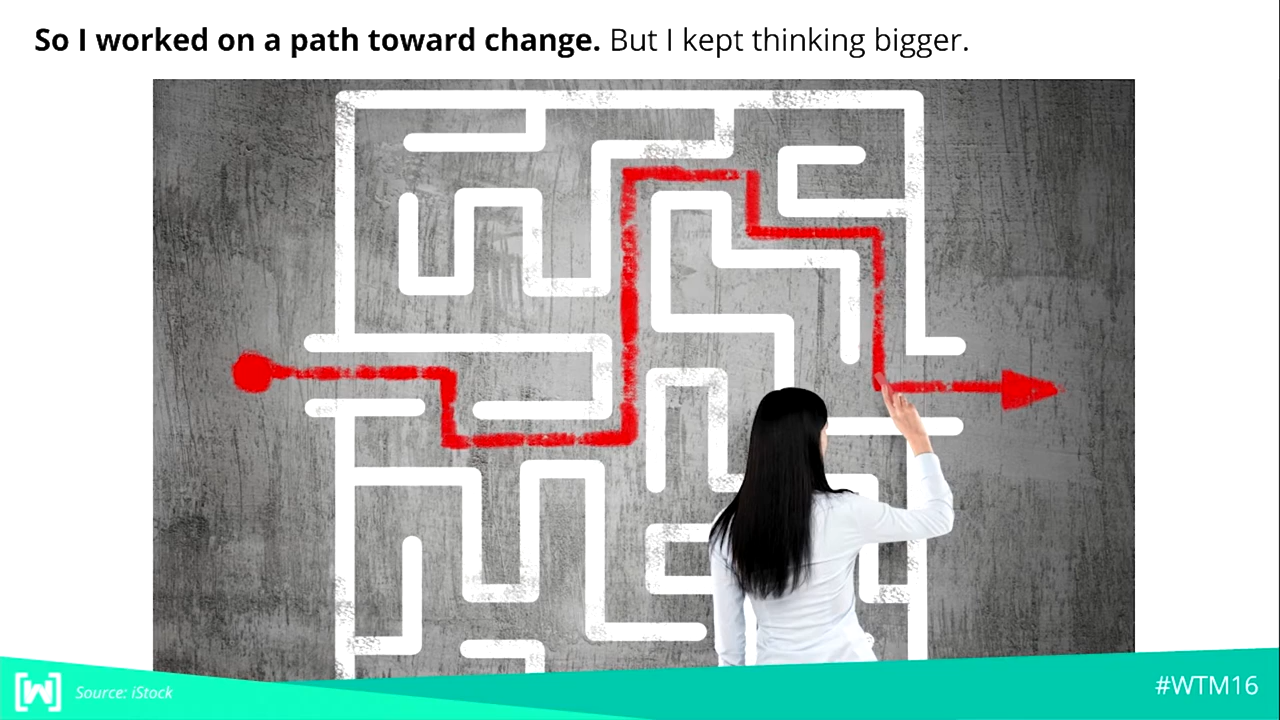 So I worked on a path toward change. But I kept thinking bigger.
[W] Source: iStock
#WTM16